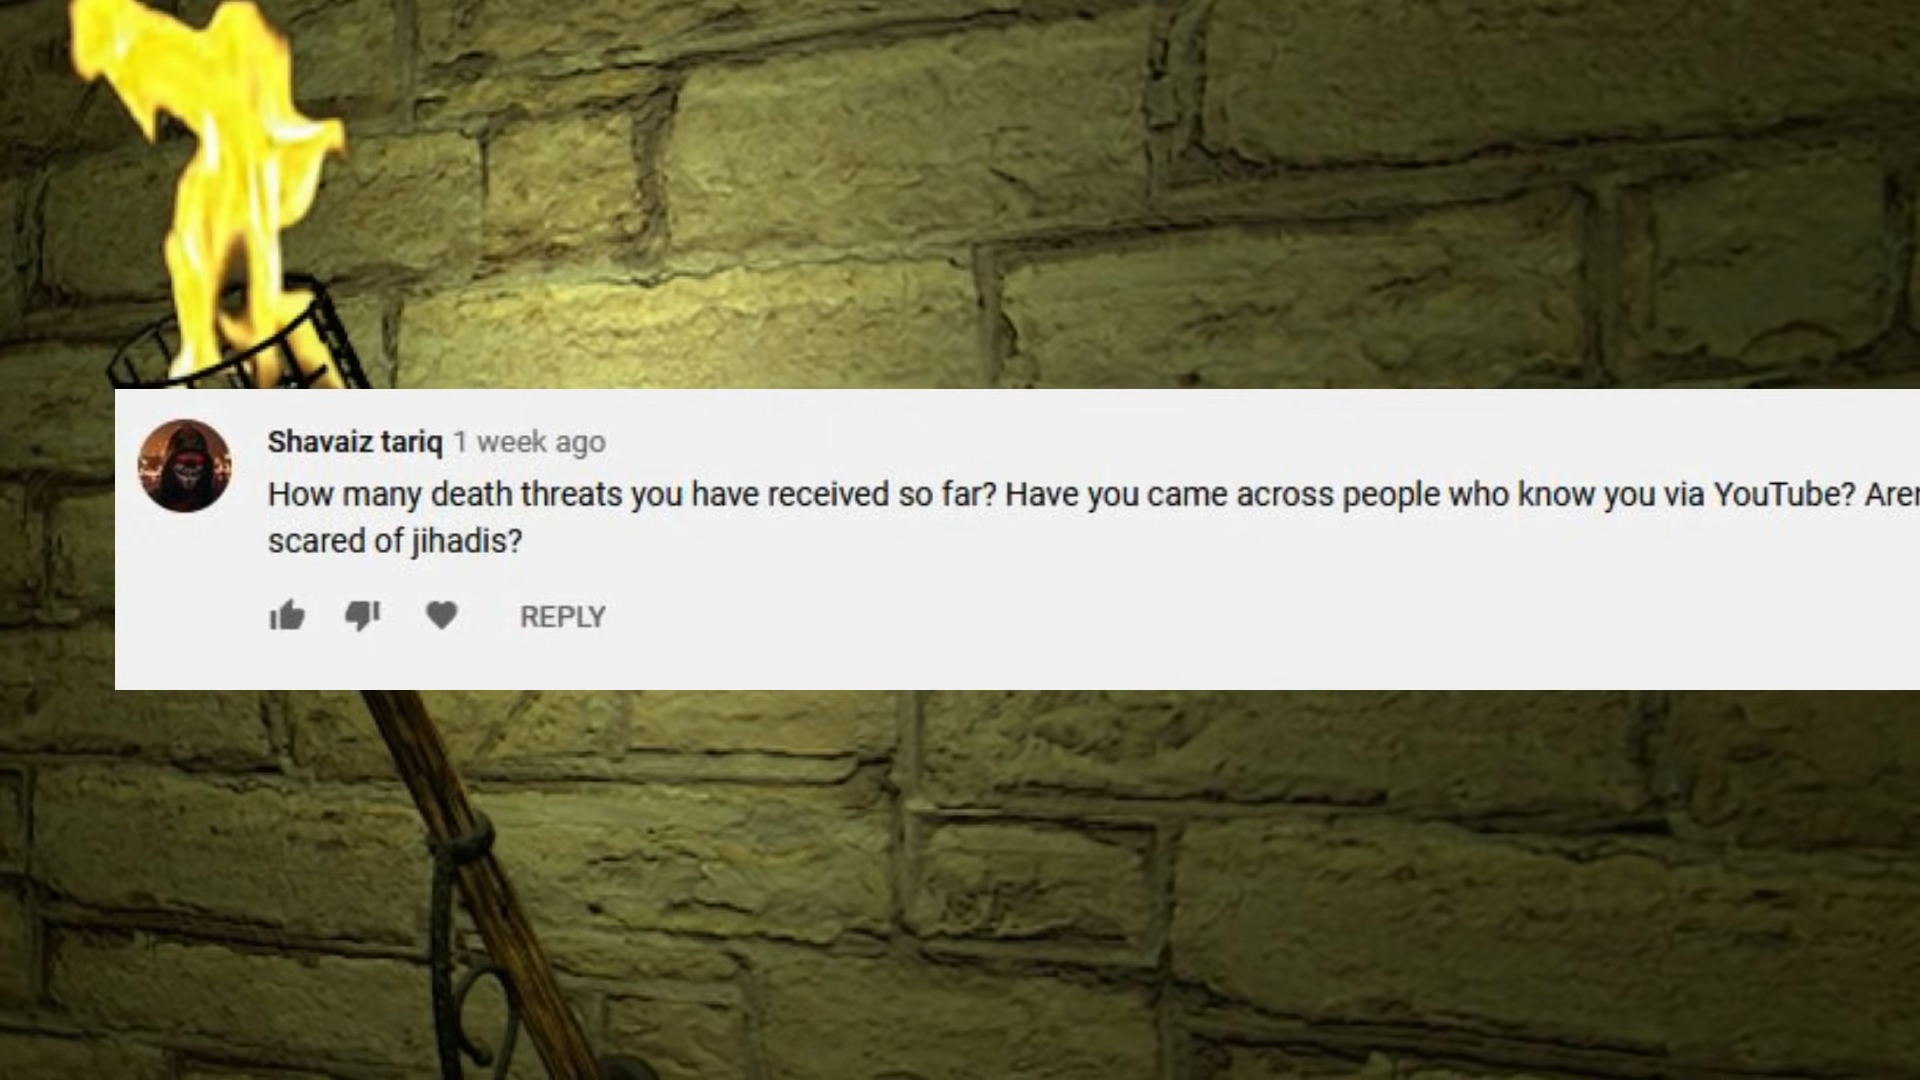 Shavaiz tariq 1 week ago
How many death threats you have received so far? Have you came across people who know you via YouTube?
scared of jihadis?
REPLY